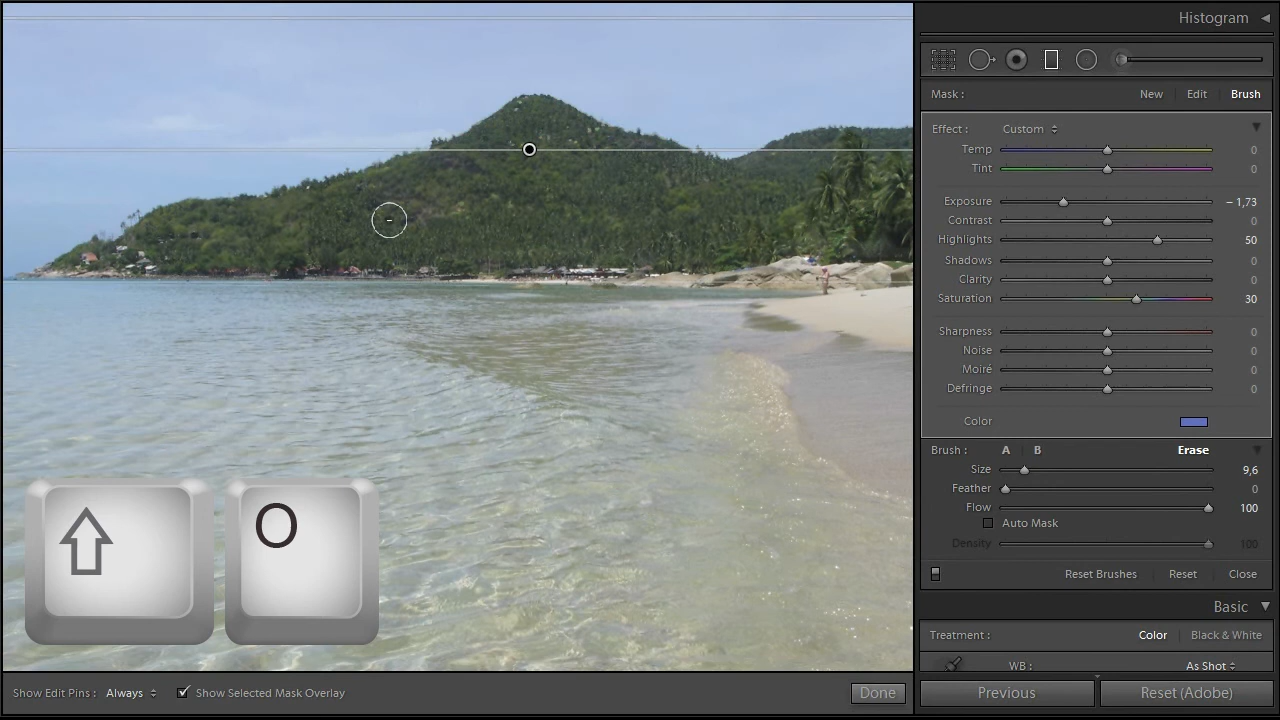 Histogram
Mask : New Edit Brush
Effect : Custom
Temp 0
Tint 0
Exposure – 1,73
Contrast 0
Highlights 50
Shadows 0
Clarity 0
Saturation 30
Sharpness 0
Noise 0
Moiré 0
Defringe 0
Color
Brush : A B Erase
Size 9,6
Feather 0
Flow 100
Auto Mask
Density 100
Reset Brushes Reset Close
Basic
Treatment : Color Black & White
WB : As Shot
O
Show Edit Pins : Always Show Selected Mask Overlay Done
Previous Reset (Adobe)